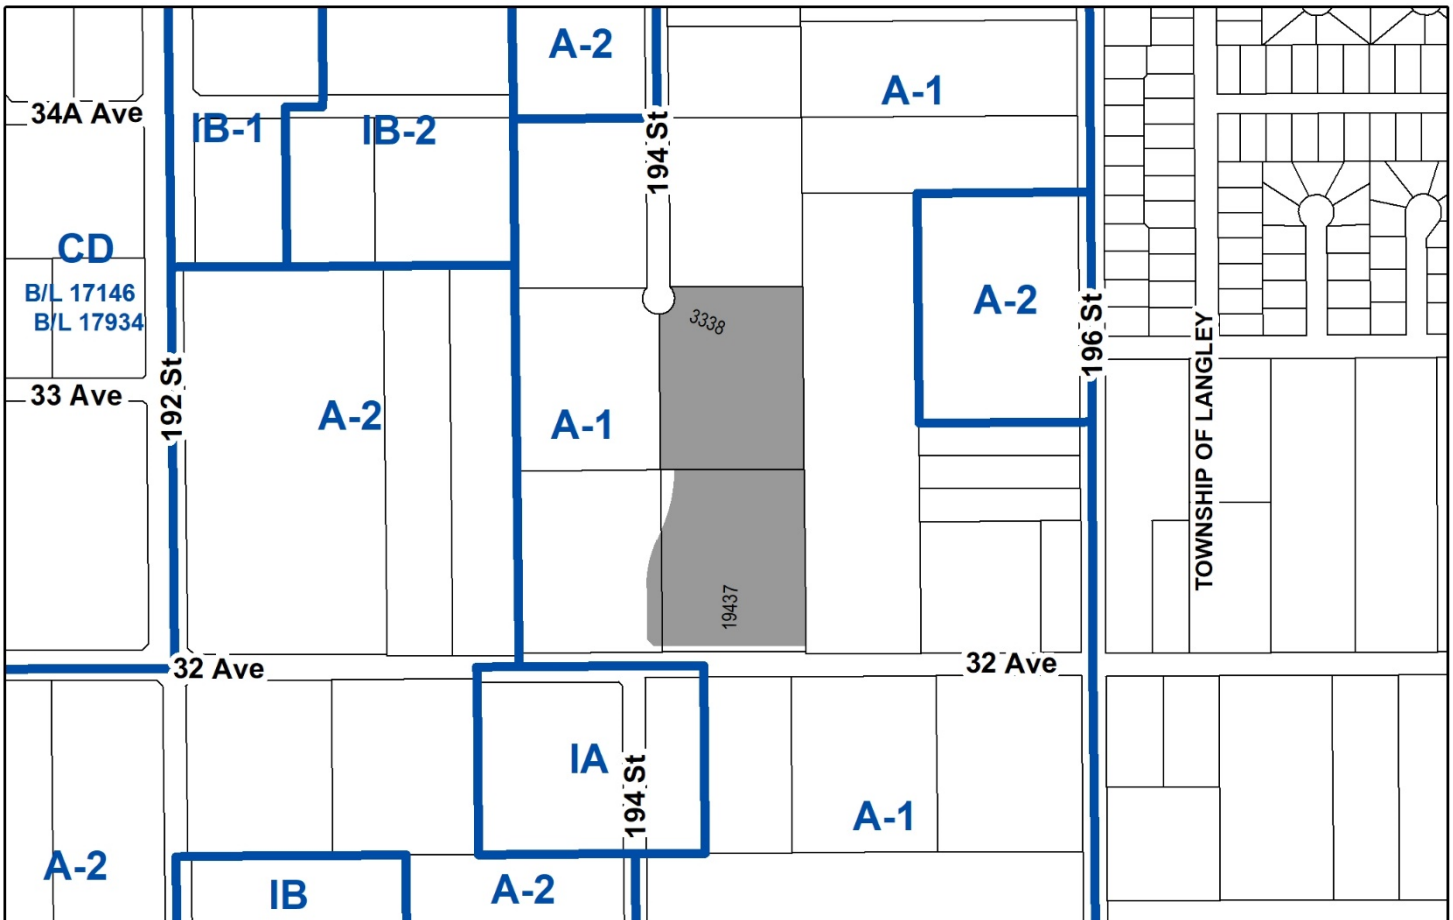 A-2
A-1
34A Ave
IB-1
IB-2
194 St
CD
B/L 17146
B/L 17934
A-2
196 St
3338
TOWNSHIP OF LANGLEY
33 Ave
192 St
A-2
A-1
19437
32 Ave
32 Ave
IA
194 St
A-1
A-2
IB
A-2